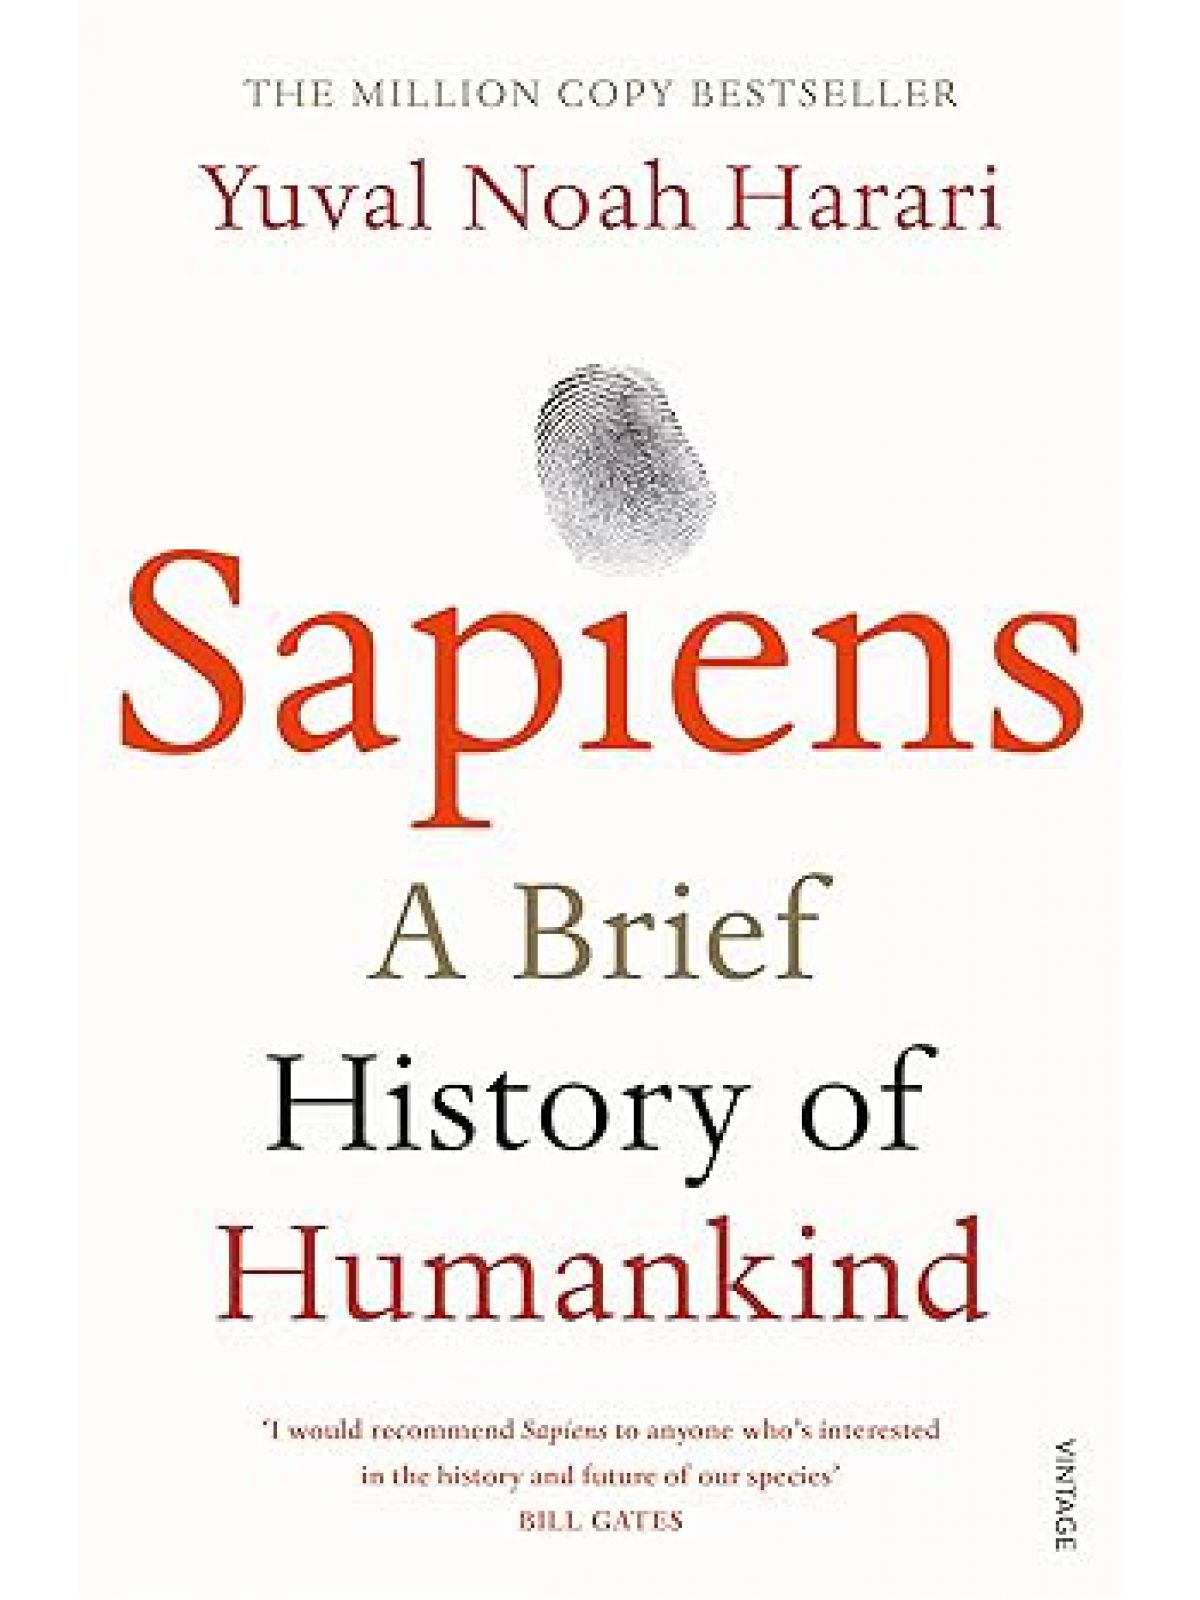 THE MILLION COPY BESTSELLER
Yuval Noah Harari
Sapiens
A Brief
History of
Humankind
‘I would recommend Sapiens to anyone who’s interested
in the history and future of our species’
BILL GATES
VINTAGE